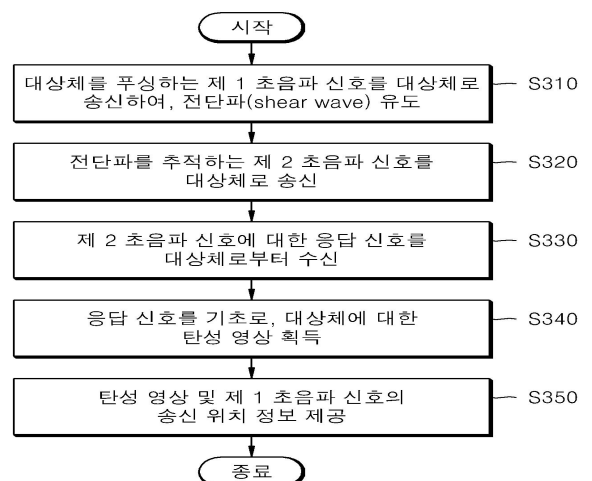 시작
대상체를 푸싱하는 제 1 초음파 신호를 대상체로
송신하여, 전단파(shear wave) 유도
S310
전단파를 추적하는 제 2 초음파 신호를
대상체로 송신
S320
제 2 초음파 신호에 대한 응답 신호를
대상체로부터 수신
S330
응답 신호를 기초로, 대상체에 대한
탄성 영상 획득
S340
탄성 영상 및 제 1 초음파 신호의
송신 위치 정보 제공
S350
종료